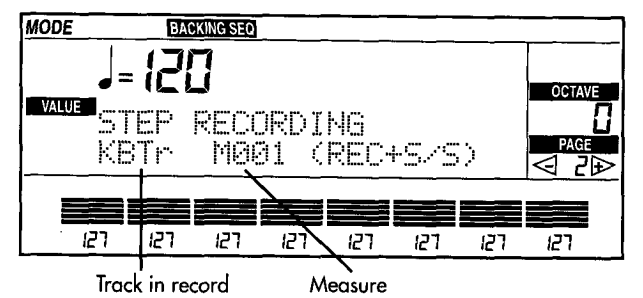 MODE BACKING SEQ
♩=120
OCTAVE
VALUE
STEP RECORDING
0
KBTr M001 (REC+S/S)
PAGE
- 2 +
127 127 127 127 127 127 127 127
Track in record Measure